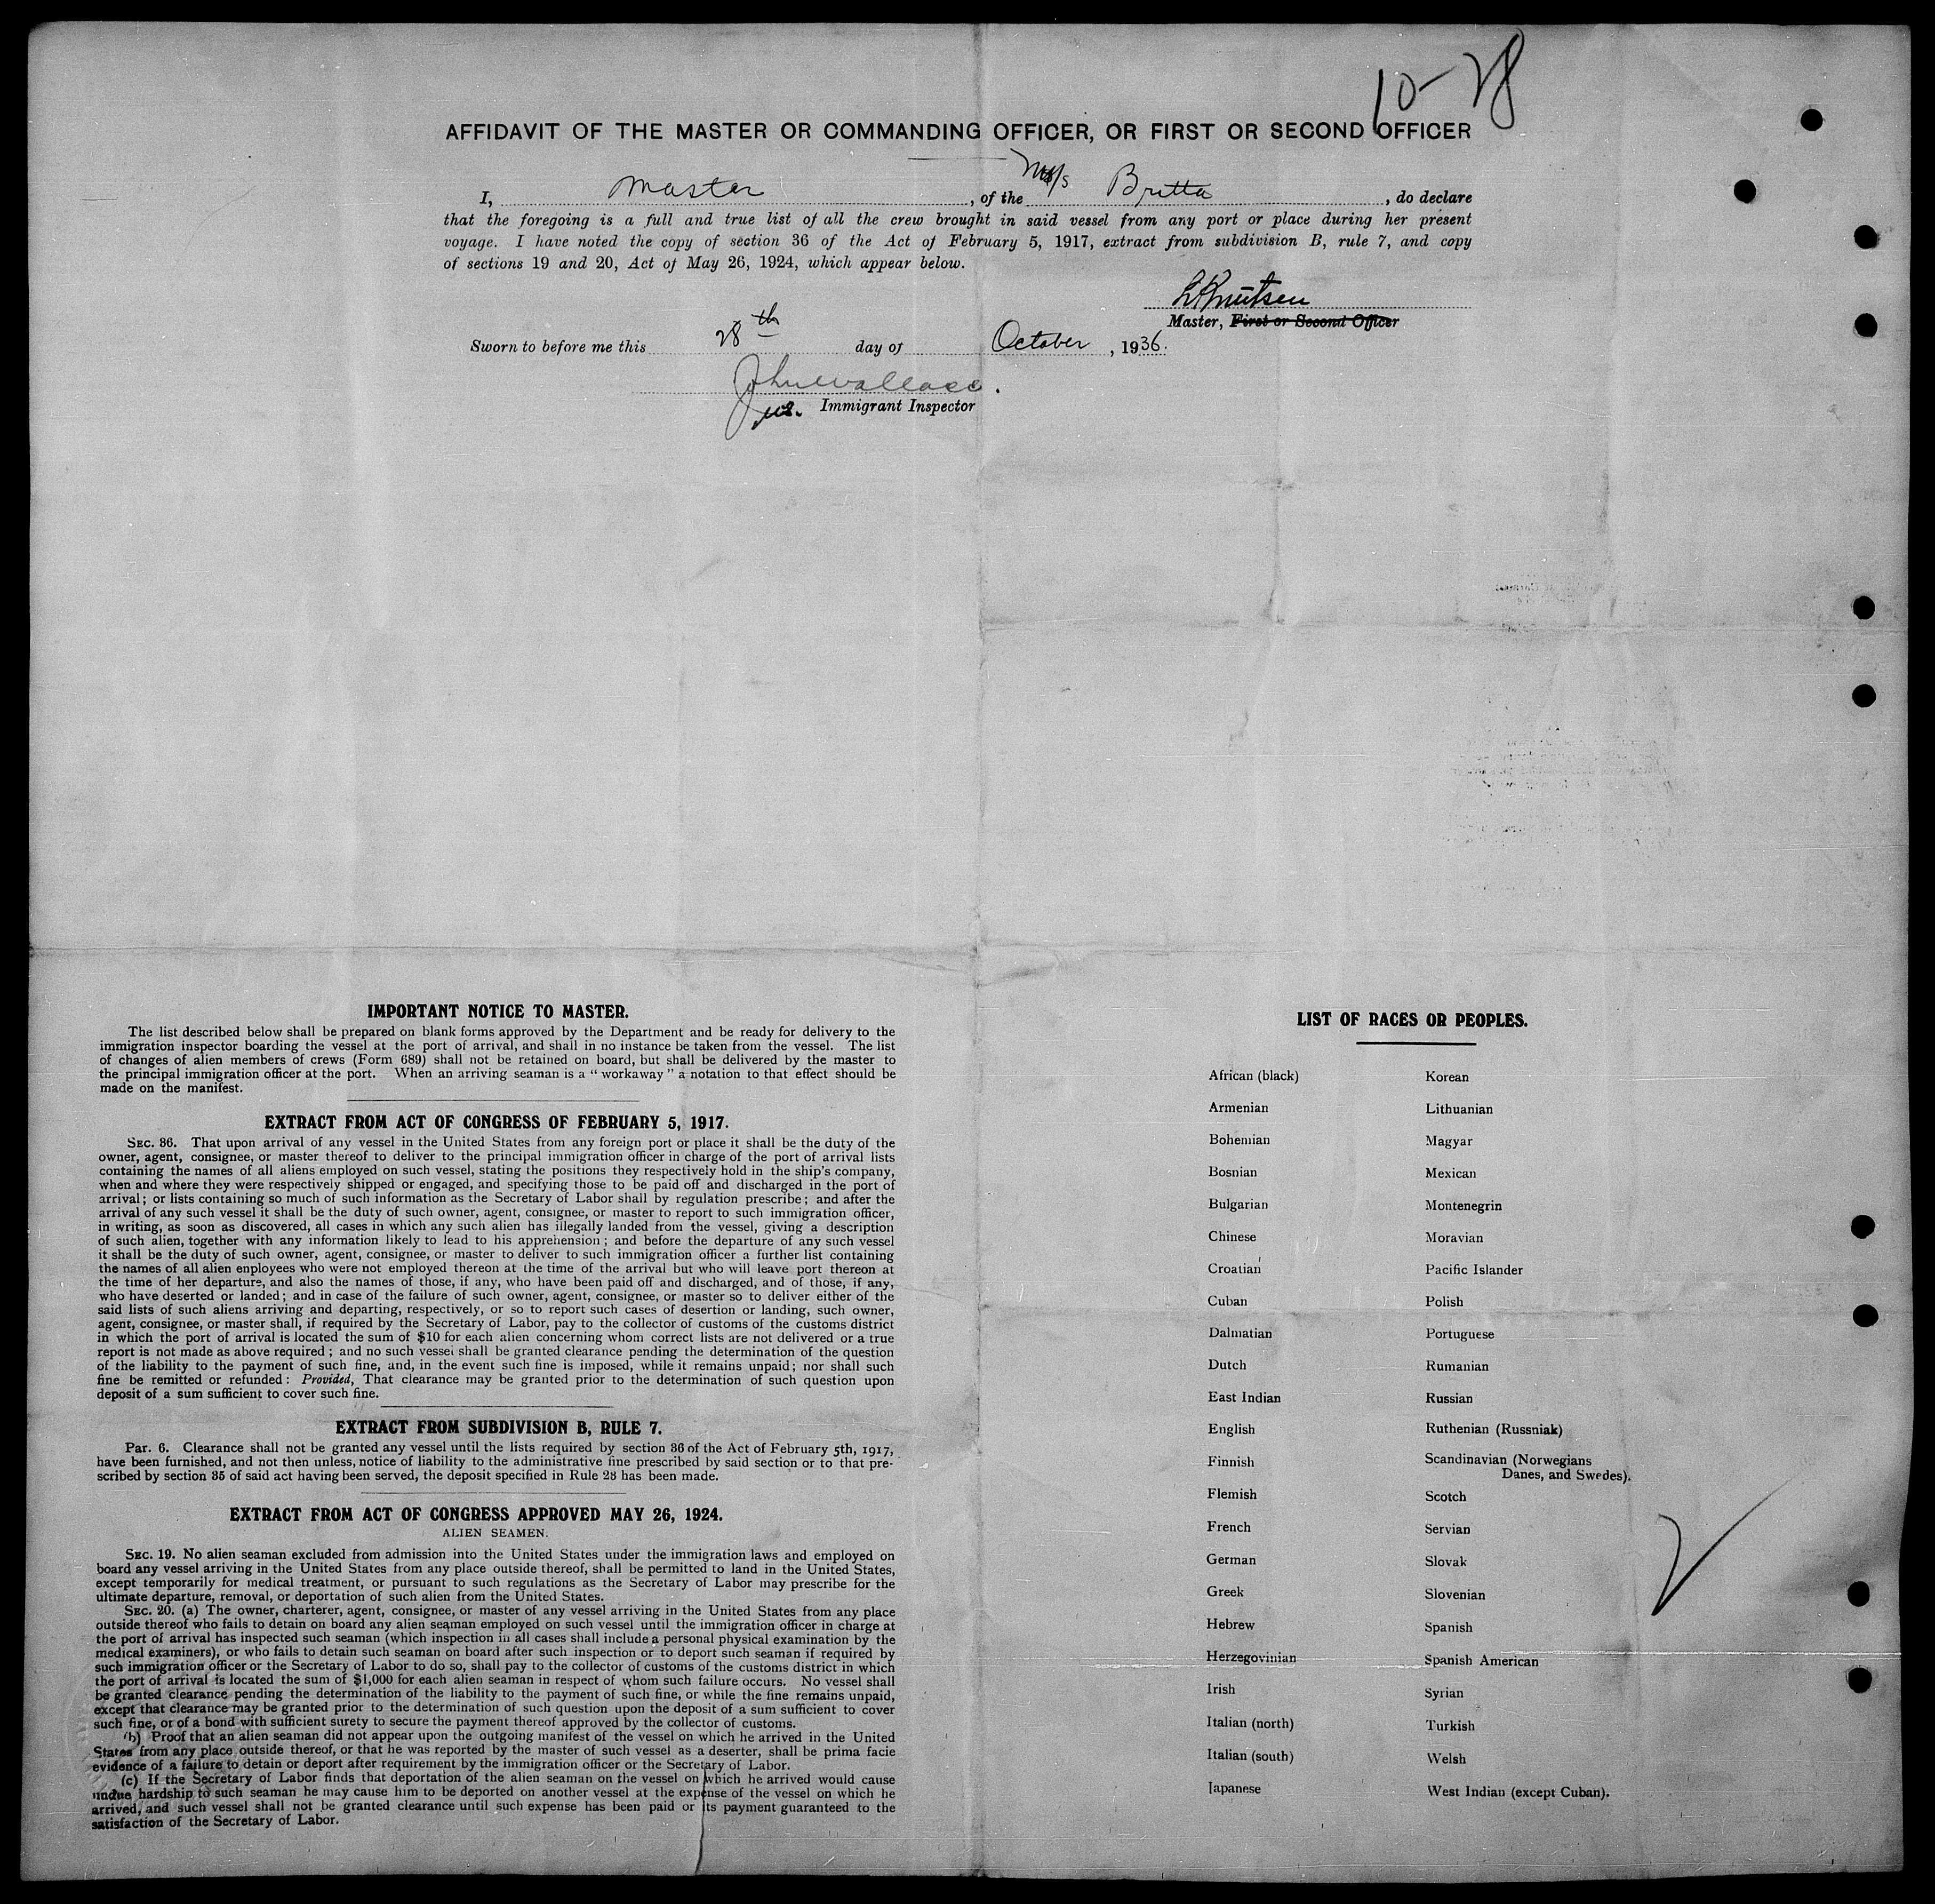 10-28
AFFIDAVIT OF THE MASTER OR COMMANDING OFFICER, OR FIRST OR SECOND OFFICER
I, Master, of the M/s Britta, do declare
that the foregoing is a full and true list of all the crew brought in said vessel from any port or place during her present
voyage. I have noted the copy of section 36 of the Act of February 5, 1917, extract from subdivision B, rule 7, and copy
of sections 19 and 20, Act of May 26, 1924, which appear below.
LKnutsen
Master, First or Second Officer
Sworn to before me this 28th day of October, 1936.
John Wallace.
Immigrant Inspector
IMPORTANT NOTICE TO MASTER.
The list described below shall be prepared on blank forms approved by the Department and be ready for delivery to the
immigration inspector boarding the vessel at the port of arrival, and shall in no instance be taken from the vessel. The list
of changes of alien members of crews (Form 689) shall not be retained on board, but shall be delivered by the master to
the principal immigration officer at the port. When an arriving seaman is a "workaway" a notation to that effect should be
made on the manifest.
EXTRACT FROM ACT OF CONGRESS OF FEBRUARY 5, 1917.
SEC. 36. That upon arrival of any vessel in the United States from any foreign port or place it shall be the duty of the
owner, agent, consignee, or master thereof to deliver to the principal immigration officer in charge of the port of arrival lists
containing the names of all aliens employed on such vessel, stating the positions they respectively hold in the ship's company,
when and where they were respectively shipped or engaged, and specifying those to be paid off and discharged in the port of
arrival; or lists containing so much of such information as the Secretary of Labor shall by regulation prescribe; and after the
arrival of any such vessel it shall be the duty of such owner, agent, consignee, or master to report to such immigration officer,
in writing, as soon as discovered, all cases in which any such alien has illegally landed from the vessel, giving a description
of such alien, together with any information likely to lead to his apprehension; and before the departure of any such vessel
it shall be the duty of such owner, agent, consignee, or master to deliver to such immigration officer a further list containing
the names of all alien enployees who were not employed thereon at the time of the arrival but who will leave port thereon at
the time of her departure, and also the names of those, if any, who have been paid off and discharged, and of those, if any,
who have deserted or landed; and in case of the failure of such owner, agent, consignee, or master so to deliver either of the
said lists of such aliens arriving and departing, respectively, or so to report such cases of desertion or landing, such owner,
agent, consignee, or master shall, if required by the Secretary of Labor, pay to the collector of customs of the customs district
in which the port of arrival is located the sum of $10 for each alien concerning whom correct lists are not delivered or a true
report is not made as above required; and no such vessel shall be granted clearance pending the determination of the question
of the liability to the payment of such fine, and, in the event such fine is imposed, while it remains unpaid; nor shall such
fine be remitted or refunded: Provided, That clearance may be granted prior to the determination of such question upon
deposit of a sum sufficient to cover such fine.
EXTRACT FROM SUBDIVISION B, RULE 7.
Par. 6. Clearance shall not be granted any vessel until the lists required by section 36 of the Act of February 5th, 1917,
have been furnished, and not then unless, notice of liability to the administrative fine prescribed by said section or to that pre-
scribed by section 35 of said act having been served, the deposit specified in Rule 28 has been made.
EXTRACT FROM ACT OF CONGRESS APPROVED MAY 26, 1924.
ALIEN SEAMEN.
SEC. 19. No alien seaman excluded from admission into the United States under the immigration laws and employed on
board any vessel arriving in the United States from any place outside thereof, shall be permitted to land in the United States,
except temporarily for medical treatment, or pursuant to such regulations as the Secretary of Labor may prescribe for the
ultimate departure, removal, or deportation of such alien from the United States.
SEC. 20. (a) The owner, charterer, agent, consignee, or master of any vessel arriving in the United States from any place
outside thereof who fails to detain on board any alien seaman employed on such vessel until the immigration officer in charge at
the port of arrival has inspected such seaman (which inspection in all cases shall include a personal physical examination by the
medical examiners), or who fails to detain such seaman on board after such inspection or to deport such seaman if required by
such immigration officer or the Secretary of Labor to do so, shall pay to the collector of customs of the customs district in which
the port of arrival is located the sum of $1,000 for each alien seaman in respect of whom such failure occurs. No vessel shall
be granted clearance pending the determination of the liability to the payment of such fine, or while the fine remains unpaid,
except that clearance may be granted prior to the determination of such question upon the deposit of a sum sufficient to cover
such fine, or of a bond with sufficient surety to secure the payment thereof approved by the collector of customs.
(b) Proof that an alien seaman did not appear upon the outgoing manifest of the vessel on which he arrived in the United
States from any place outside thereof, or that he was reported by the master of such vessel as a deserter, shall be prima facie
evidence of a failure to detain or deport after requirement by the immigration officer or the Secretary of Labor.
(c) If the Secretary of Labor finds that deportation of the alien seaman on the vessel on which he arrived would cause
undue hardship to such seaman he may cause him to be deported on another vessel at the expense of the vessel on which he
arrived, and such vessel shall not be granted clearance until such expense has been paid or its payment guaranteed to the
satisfaction of the Secretary of Labor.
LIST OF RACES OR PEOPLES.
African (black)
Armenian
Bohemian
Bosnian
Bulgarian
Chinese
Croatian
Cuban
Dalmatian
Dutch
East Indian
English
Finnish
Flemish
French
German
Greek
Hebrew
Herzegovinian
Irish
Italian (north)
Italian (south)
Japanese
Korean
Lithuanian
Magyar
Mexican
Montenegrin
Moravian
Pacific Islander
Polish
Portuguese
Rumanian
Russian
Ruthenian (Russniak)
Scandinavian (Norwegians
Danes, and Swedes).
Scotch
Servian
Slovak
Slovenian
Spanish
Spanish American
Syrian
Turkish
Welsh
West Indian (except Cuban).